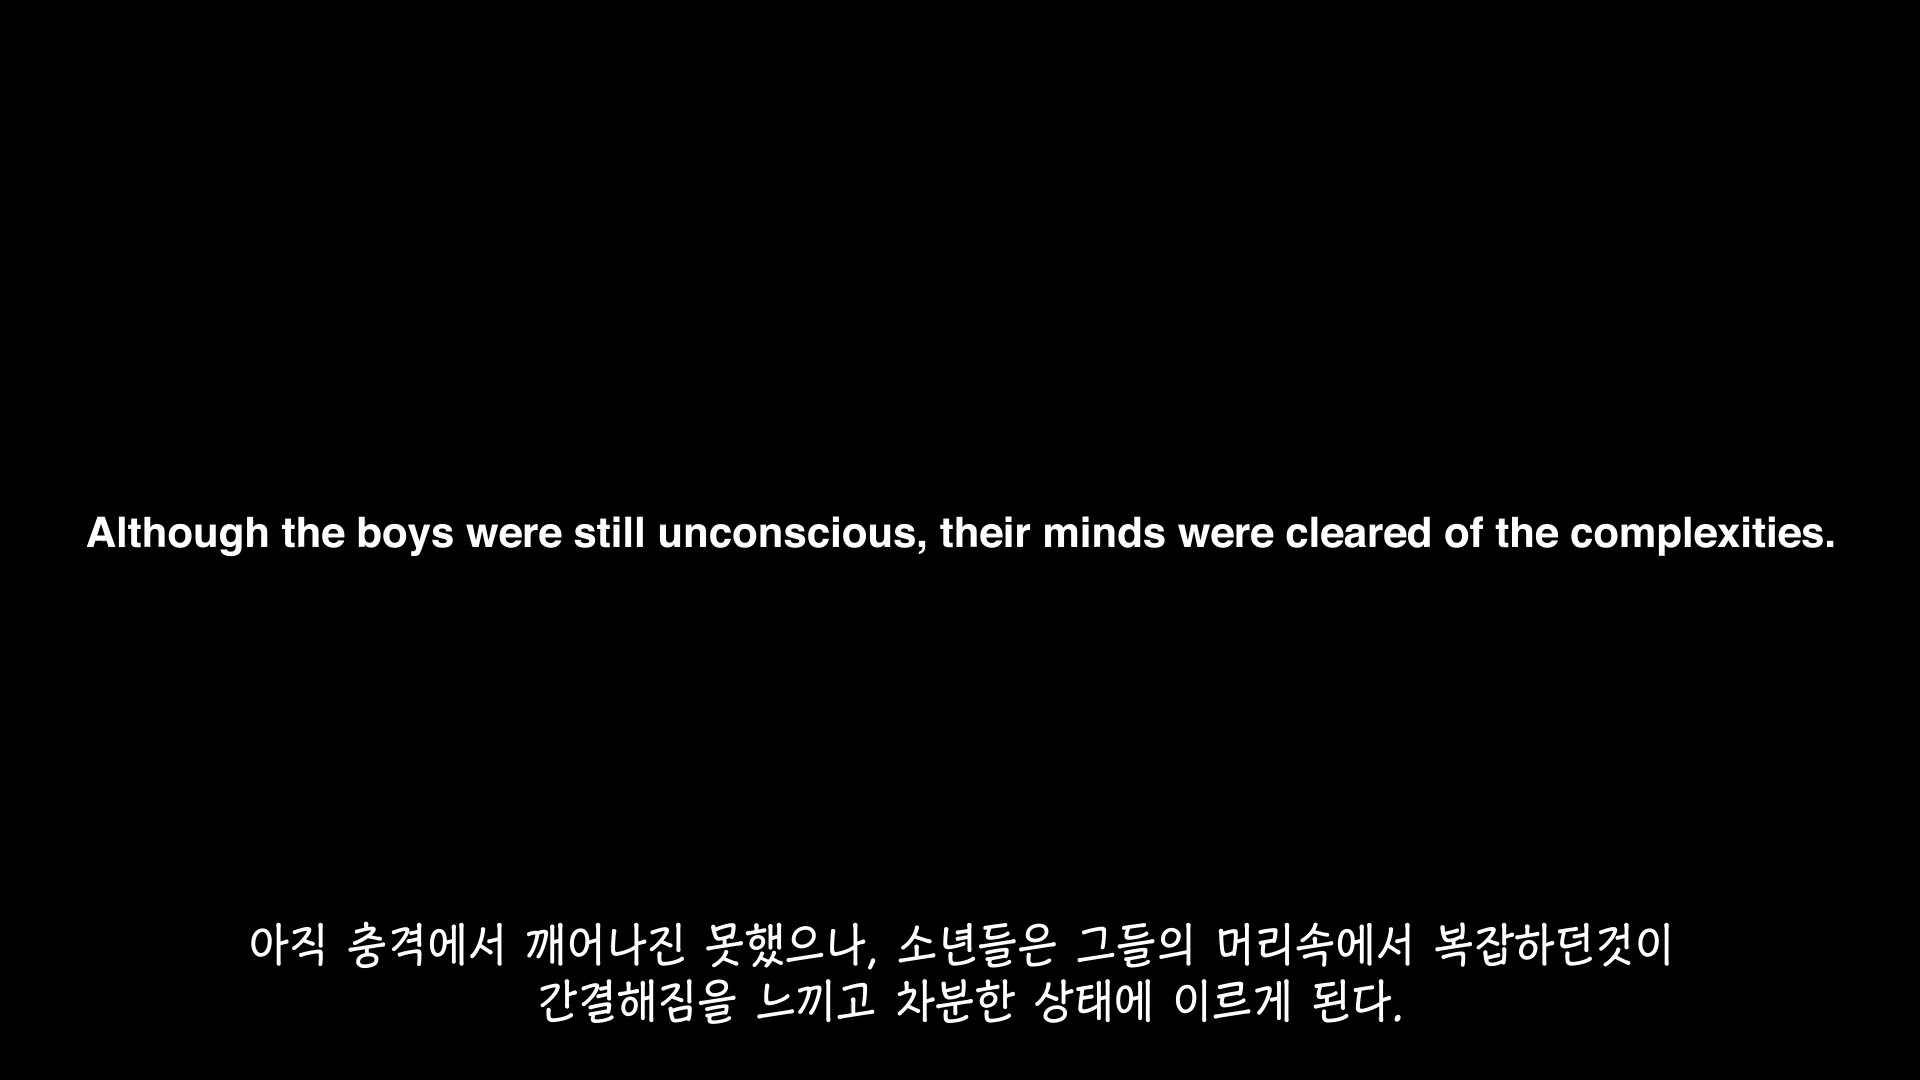 Although the boys were still unconscious, their minds were cleared of the complexities.
아직 충격에서 깨어나진 못했으나, 소년들은 그들의 머리속에서 복잡하던것이
간결해짐을 느끼고 차분한 상태에 이르게 된다.